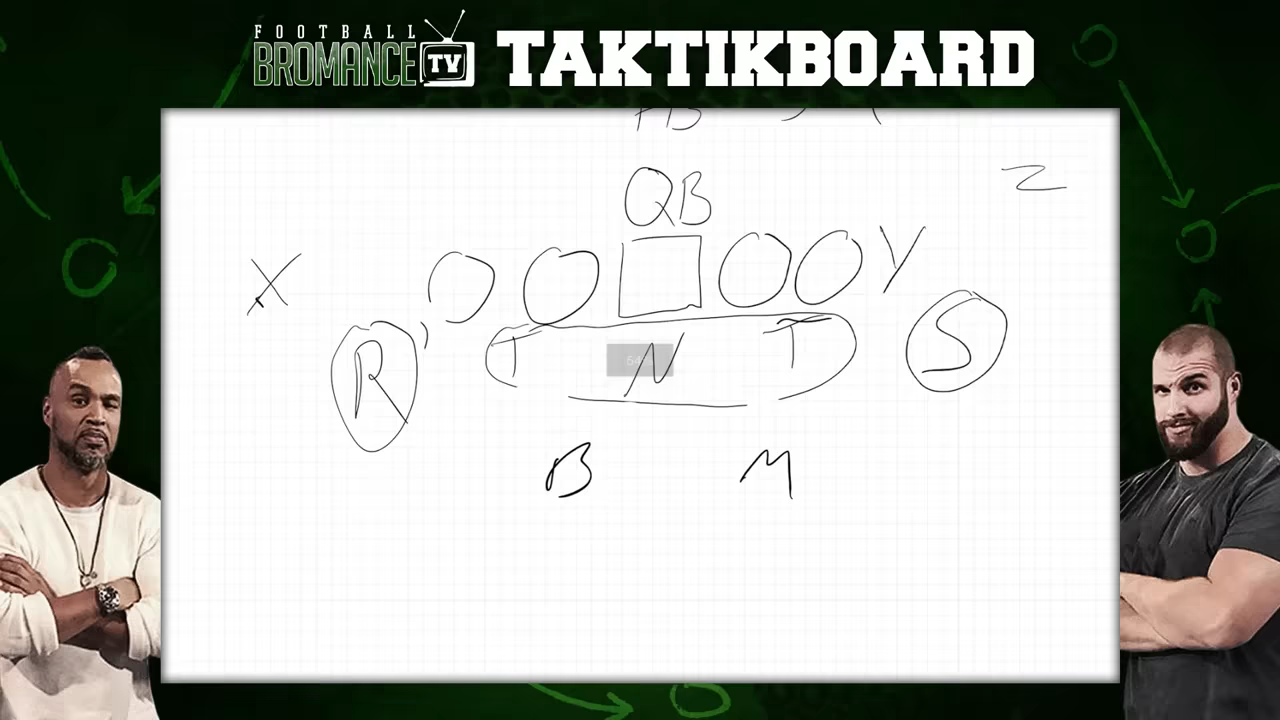 FOOTBALL
BROMANCE TV TAKTIKBOARD
Z
QB
X Y
R T N T S
B M